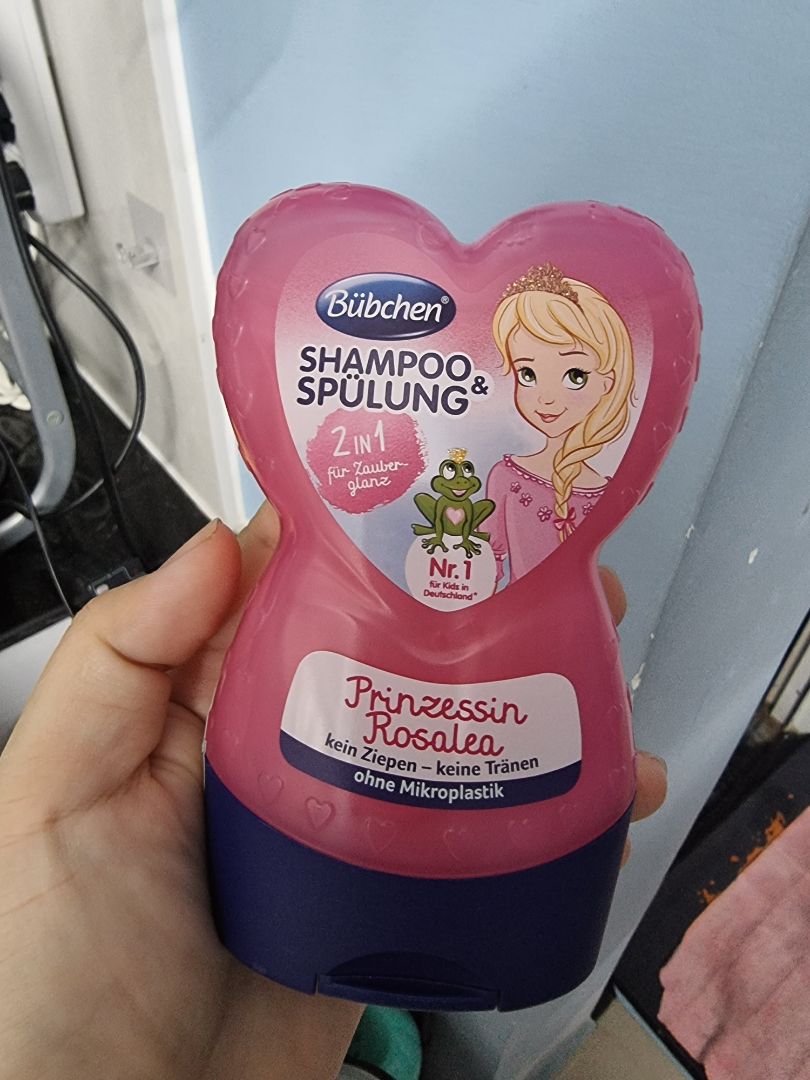 Bübchen®
SHAMPOO &
SPÜLUNG
2 IN 1
für Zauber-
glanz
Nr. 1
für Kids in
Deutschland*
Prinzessin
Rosalea
kein Ziepen – keine Tränen
ohne Mikroplastik